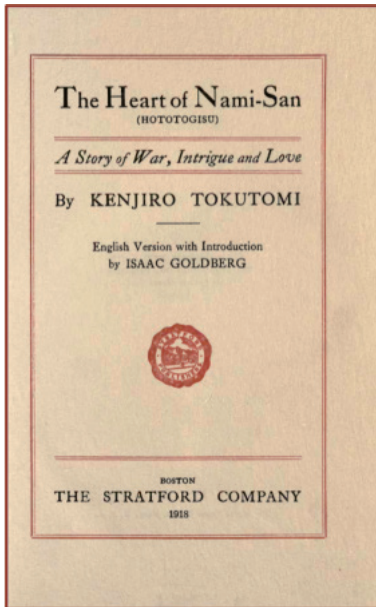 The Heart of Nami-San
(HOTOTOGISU)
A Story of War, Intrigue and Love
By KENJIRO TOKUTOMI
English Version with Introduction
by ISAAC GOLDBERG
BOSTON
THE STRATFORD COMPANY
1918